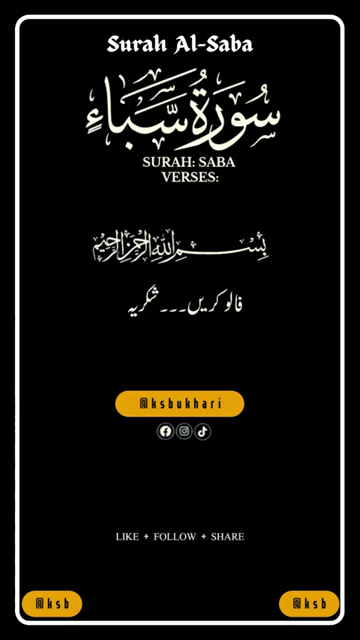 Surah Al-Saba
سُورَةُ سَبَاءٍ
SURAH: SABA
VERSES:
بِسْمِ اللهِ الرَّحْمٰنِ الرَّحِيْمِ
فالو کریں۔۔۔شکریہ
@ksbukhari
LIKE + FOLLOW + SHARE
@ksb
@ksb